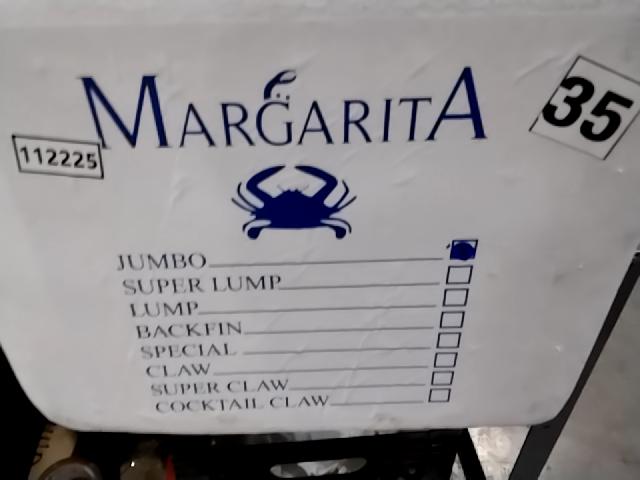 MARGARITA
35
112225
JUMBO
SUPER LUMP
LUMP
BACKFIN
SPECIAL
CLAW
SUPER CLAW
COCKTAIL CLAW